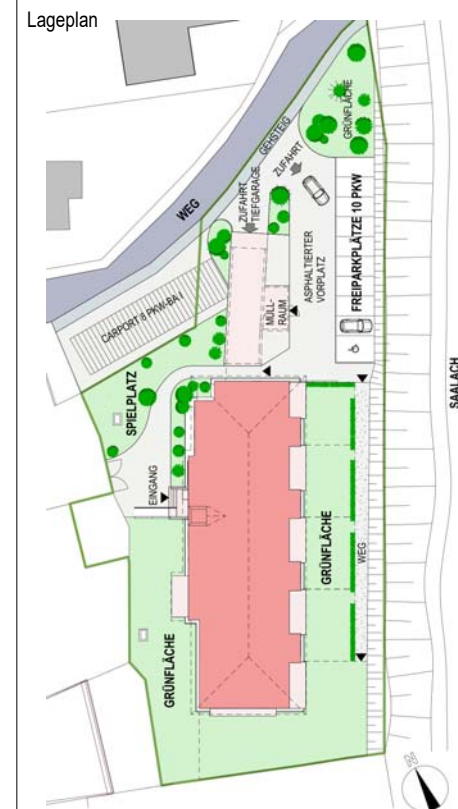 Lageplan
GRÜNFLÄCHE
GEHSTEIG
ZUFAHRT
WEG
ZUFAHRT
TIEFGARAGE
ASPHALTIERTER
VORPLATZ
FREIPARKPLÄTZE 10 PKW
CARPORT 8 PKW-BA I
MÜLL-
RAUM
SAALACH
SPIELPLATZ
EINGANG
GRÜNFLÄCHE
WEG
GRÜNFLÄCHE
N